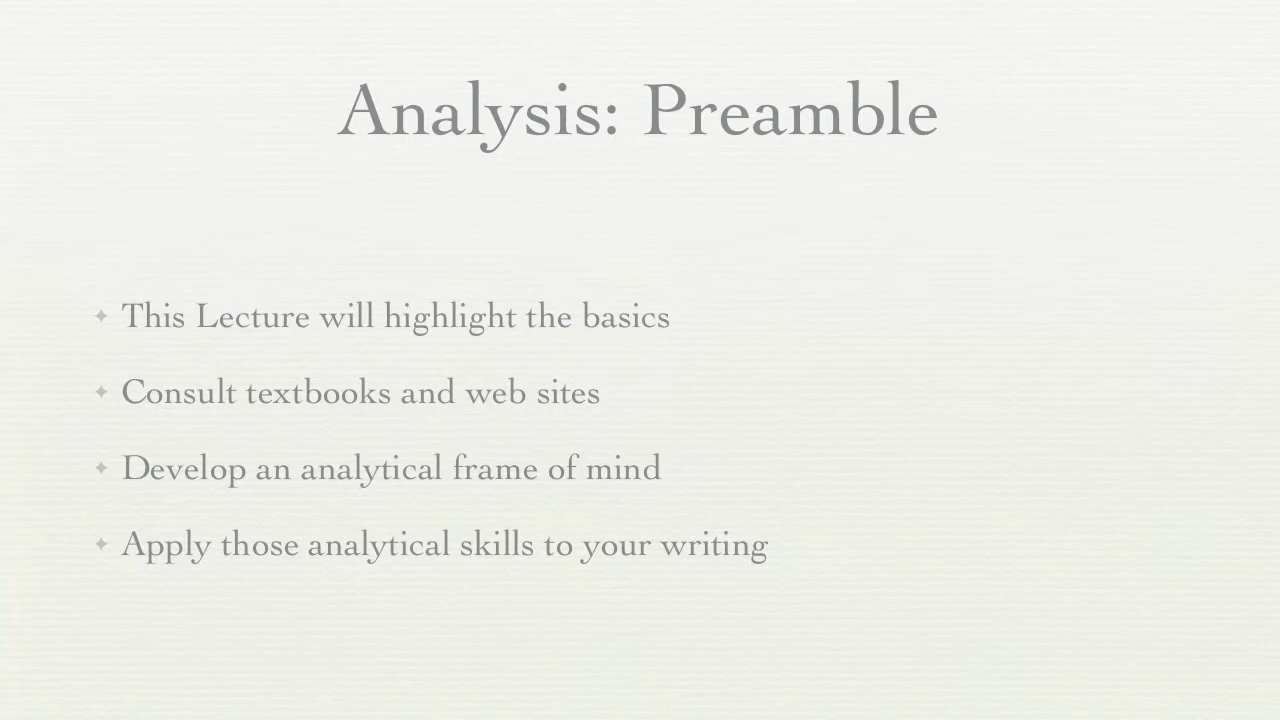 Analysis: Preamble
This Lecture will highlight the basics
Consult textbooks and web sites
Develop an analytical frame of mind
Apply those analytical skills to your writing